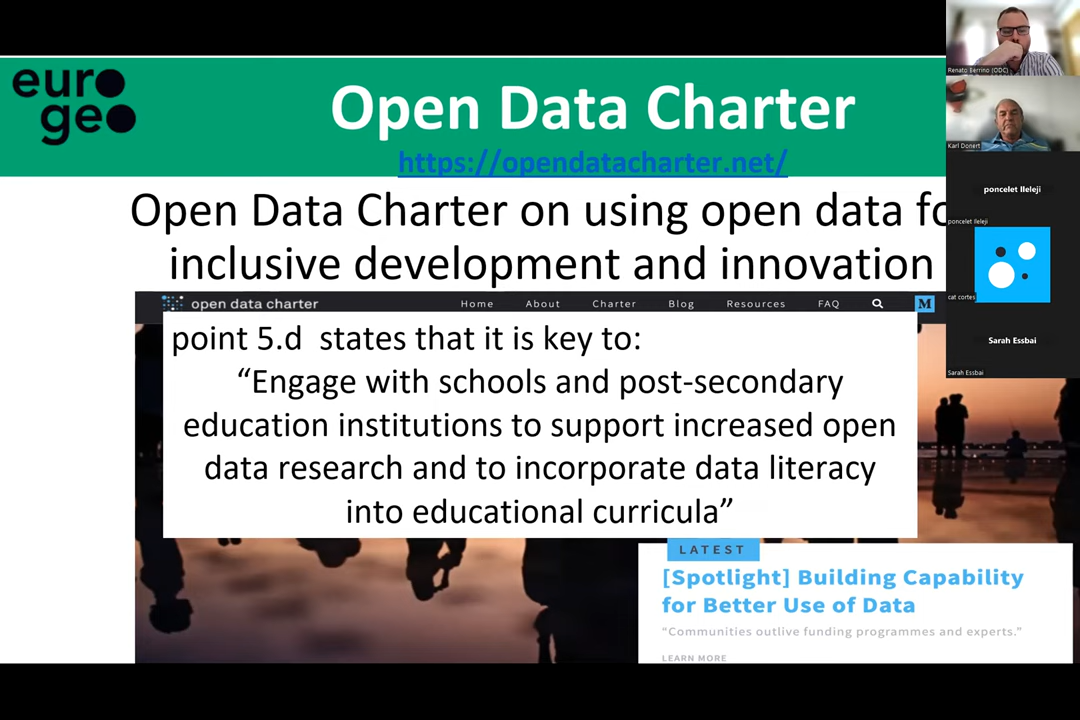 euro
geo
Open Data Charter
https://opendatacharter.net/
Open Data Charter on using open data fo
inclusive development and innovation
open data charter
Home About Charter Blog Resources FAQ
M
point 5.d states that it is key to:
“Engage with schools and post-secondary
education institutions to support increased open
data research and to incorporate data literacy
into educational curricula”
LATEST
[Spotlight] Building Capability
for Better Use of Data
“Communities outlive funding programmes and experts.”
LEARN MORE
Renato Berrino (ODC)
Karl Donert
poncelet Ileleji
poncelet Ileleji
cat cortes
Sarah Essbai
Sarah Essbai